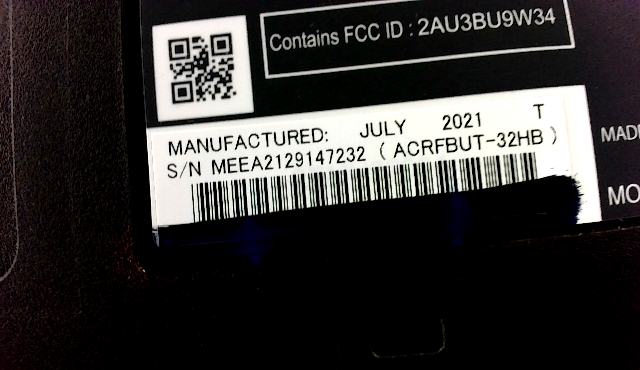 Contains FCC ID : 2AU3BU9W34
MANUFACTURED: JULY 2021 T
S/N MEEA2129147232 ( ACRFBUT-32HB )